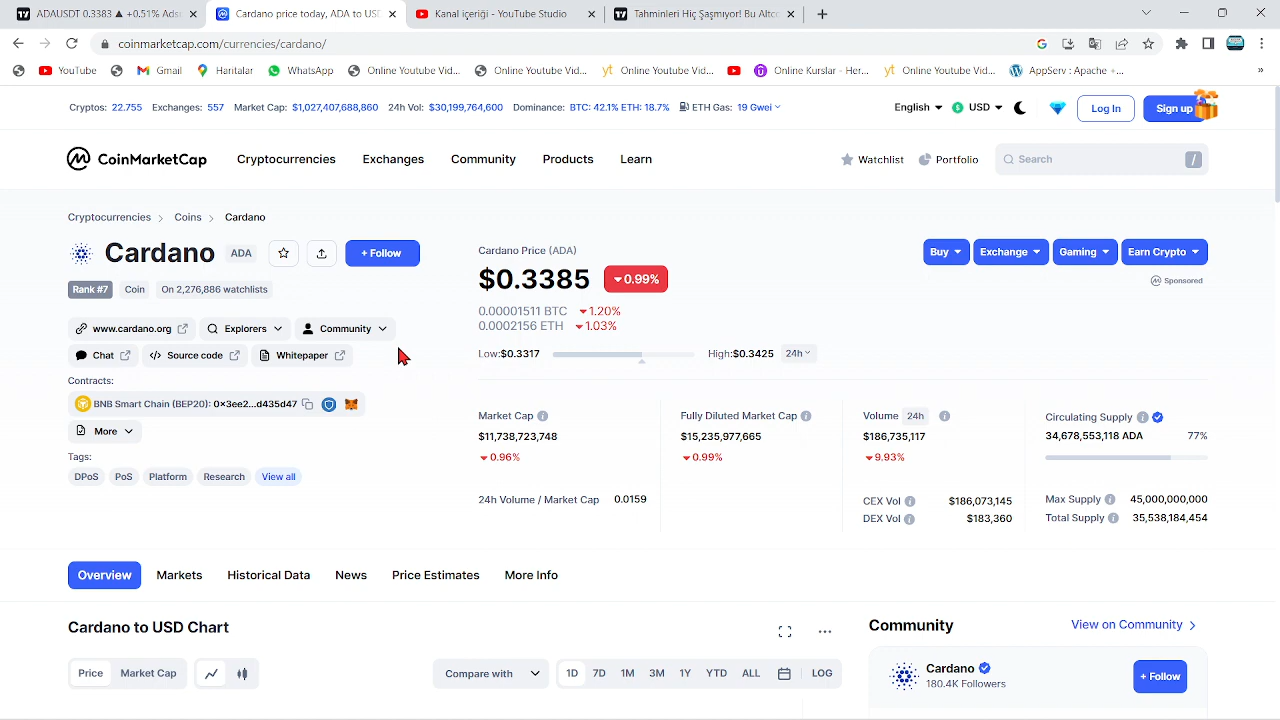 ADAUSDT 0.3383 ▲ +0.51% Adsı
Cardano price today, ADA to USD
Kanal içeriği - YouTube Studio
Tahminleri Hiç Şaşmıyor! Bu Altco
coinmarketcap.com/currencies/cardano/
YouTube
Gmail
Haritalar
WhatsApp
Online Youtube Vid...
Online Youtube Vid...
Online Youtube Vid...
Online Kurslar - Her...
Online Youtube Vid...
AppServ : Apache +...
»
Cryptos: 22.755 Exchanges: 557 Market Cap: $1,027,407,688,860 24h Vol: $30,199,764,600 Dominance: BTC: 42.1% ETH: 18.7% ETH Gas: 19 Gwei
English USD Log In Sign up
CoinMarketCap Cryptocurrencies Exchanges Community Products Learn
Watchlist Portfolio Search /
Cryptocurrencies > Coins > Cardano
Cardano ADA + Follow
Rank #7 Coin On 2,276,886 watchlists
www.cardano.org Explorers Community
Chat Source code Whitepaper
Contracts:
BNB Smart Chain (BEP20): 0x3ee2...d435d47
More
Tags:
DPoS PoS Platform Research View all
Cardano Price (ADA)
$0.3385 0.99%
0.00001511 BTC 1.20%
0.0002156 ETH 1.03%
Low:$0.3317 High:$0.3425 24h
Buy Exchange Gaming Earn Crypto
Sponsored
Market Cap
$11,738,723,748
0.96%
24h Volume / Market Cap 0.0159
Fully Diluted Market Cap
$15,235,977,665
0.99%
Volume 24h
$186,735,117
9.93%
CEX Vol $186,073,145
DEX Vol $183,360
Circulating Supply
34,678,553,118 ADA 77%
Max Supply 45,000,000,000
Total Supply 35,538,184,454
Overview Markets Historical Data News Price Estimates More Info
Cardano to USD Chart
Price Market Cap
Compare with 1D 7D 1M 3M 1Y YTD ALL LOG
Community View on Community >
Cardano
180.4K Followers
+ Follow